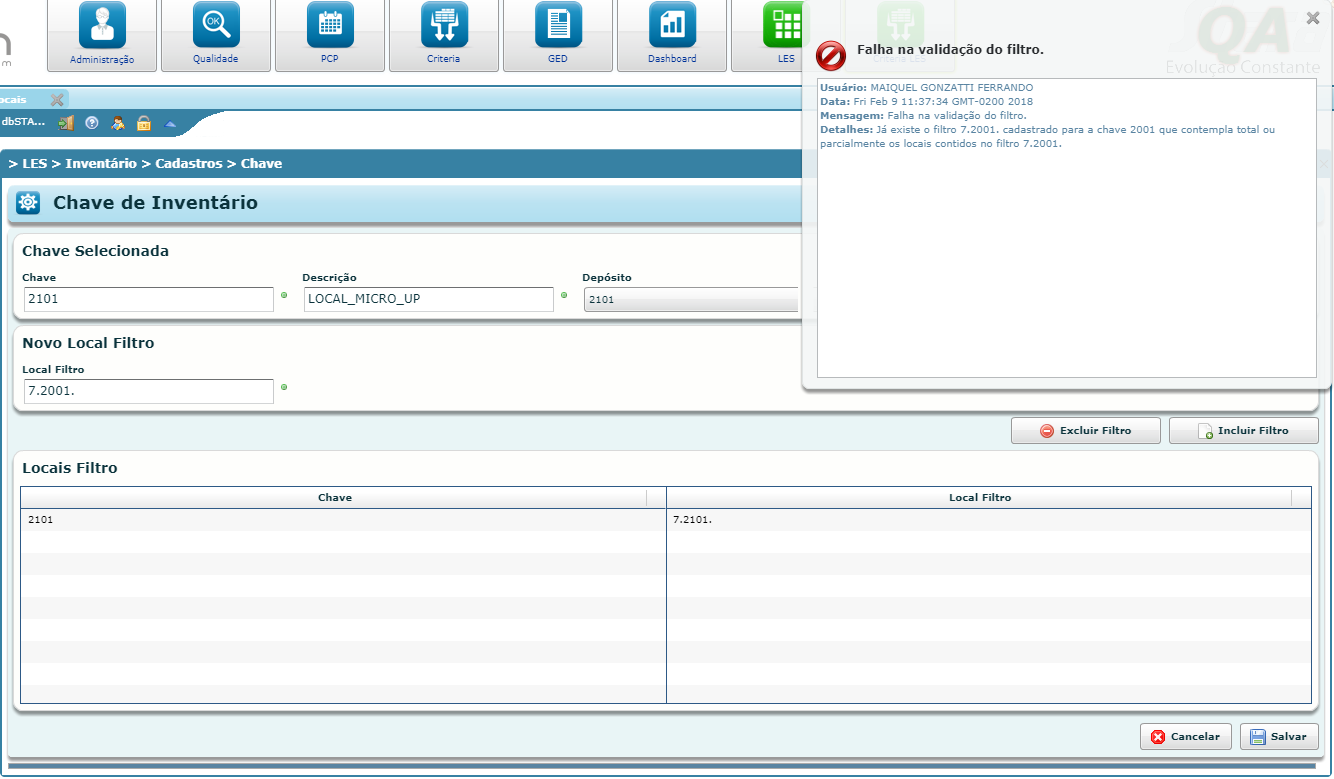 Administração
Qualidade
PCP
Criteria
GED
Dashboard
LES
Criteria LES
QA
Evolução Constante
Falha na validação do filtro.
Usuário: MAIQUEL GONZATTI FERRANDO
Data: Fri Feb 9 11:37:34 GMT-0200 2018
Mensagem: Falha na validação do filtro.
Detalhes: Já existe o filtro 7.2001. cadastrado para a chave 2001 que contempla total ou
parcialmente os locais contidos no filtro 7.2001.
ocais
dbSTA...
> LES > Inventário > Cadastros > Chave
Chave de Inventário
Chave Selecionada
Chave
Descrição
Depósito
2101
LOCAL_MICRO_UP
2101
Novo Local Filtro
Local Filtro
7.2001.
Excluir Filtro
Incluir Filtro
Locais Filtro
Chave
Local Filtro
2101
7.2101.
Cancelar
Salvar